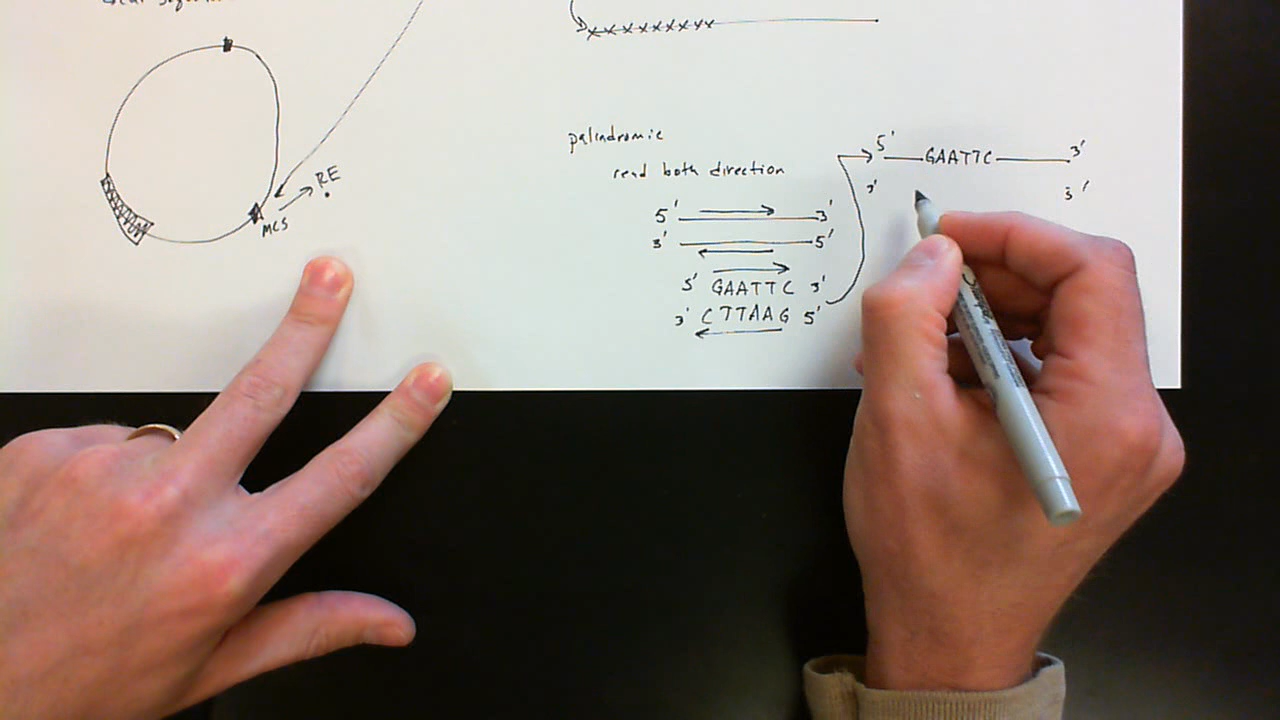 MCS
RE
palindromic
read both direction
5' 3'
3' 5'
5' GAATTC 3'
3' CTTAAG 5'
5' GAATTC 3'
3' 3'